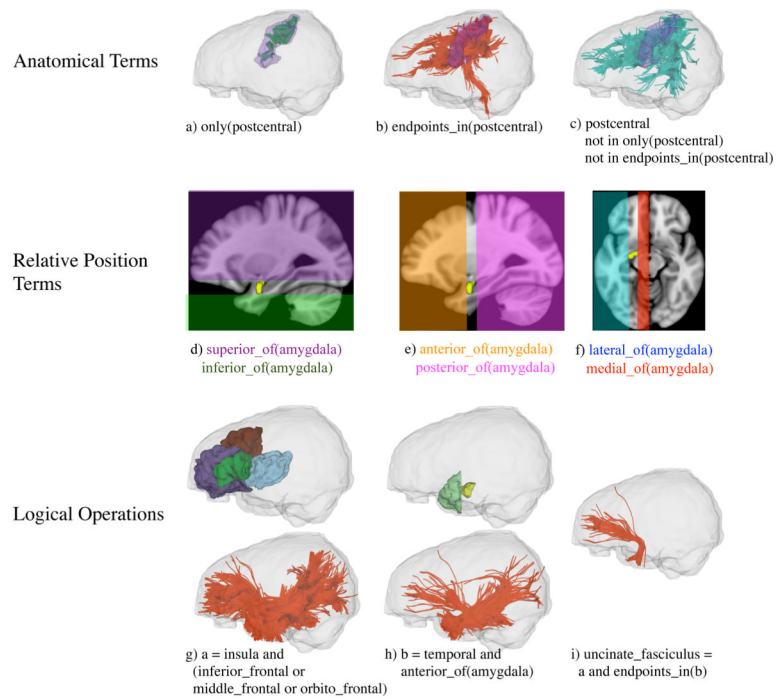 Anatomical Terms
a) only(postcentral)
b) endpoints_in(postcentral)
c) postcentral
not in only(postcentral)
not in endpoints_in(postcentral)
Relative Position
Terms
d) superior_of(amygdala)
inferior_of(amygdala)
e) anterior_of(amygdala)
posterior_of(amygdala)
f) lateral_of(amygdala)
medial_of(amygdala)
Logical Operations
g) a = insula and
(inferior_frontal or
middle_frontal or orbito_frontal)
h) b = temporal and
anterior_of(amygdala)
i) uncinate_fasciculus =
a and endpoints_in(b)